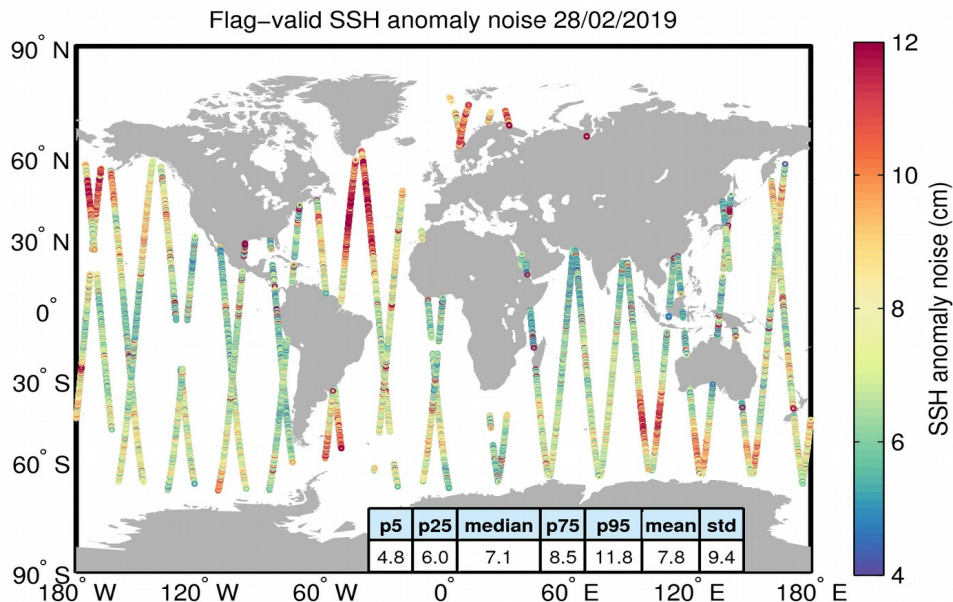 Flag−valid SSH anomaly noise 28/02/2019
90° N
60° N
30° N
0°
30° S
60° S
90° S
180° W
120° W
60° W
0°
60° E
120° E
180° E
p5 p25 median p75 p95 mean std
4.8 6.0 7.1 8.5 11.8 7.8 9.4
12
10
8
6
4
SSH anomaly noise (cm)